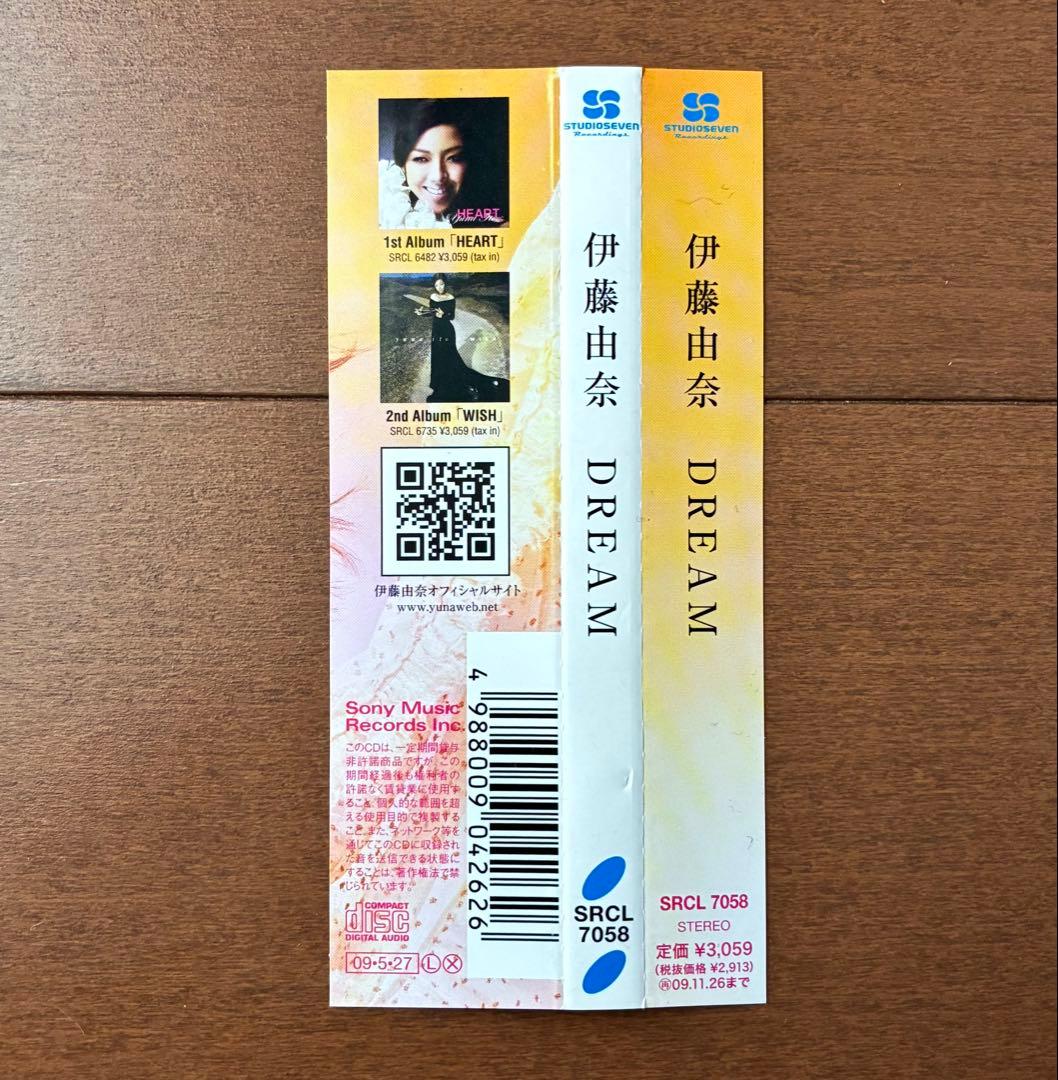 HEART
1st Album「HEART」
SRCL 6482 ¥3,059 (tax in)
2nd Album「WISH」
SRCL 6735 ¥3,059 (tax in)
伊藤由奈オフィシャルサイト
www.yunaweb.net
Sony Music
Records Inc.
このCDは、一定期間貸与
非許諾商品ですが、この
期間経過後も権利者の
許諾なく賃貸業に使用す
ること、個人的な範囲を超
える使用目的で複製する
こと、また、ネットワーク等を
通じてこのCDに収録され
た音を送信できる状態に
することは、著作権法で禁
じられています。
COMPACT
disc
DIGITAL AUDIO
09・5・27 Ⓛ Ⓧ
4 988009 042626
STUDIOSEVEN
Recordings
伊藤由奈 DREAM
SRCL
7058
STUDIOSEVEN
Recordings
伊藤由奈 DREAM
SRCL 7058
STEREO
定価 ¥3,059
(税抜価格 ¥2,913)
㊝09.11.26まで